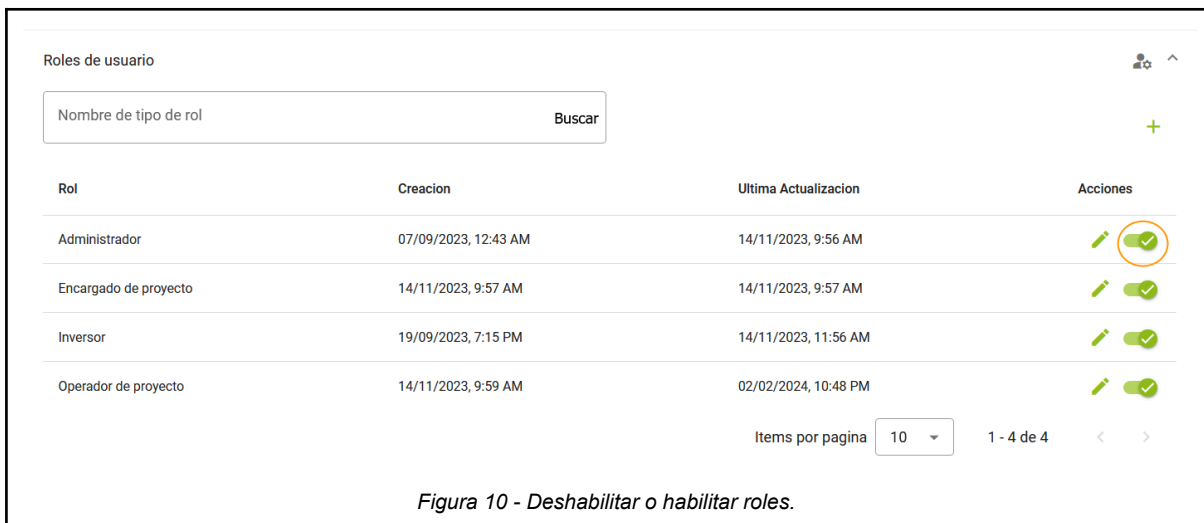 Roles de usuario
Nombre de tipo de rol Buscar
Rol Creacion Ultima Actualizacion Acciones
Administrador 07/09/2023, 12:43 AM 14/11/2023, 9:56 AM
Encargado de proyecto 14/11/2023, 9:57 AM 14/11/2023, 9:57 AM
Inversor 19/09/2023, 7:15 PM 14/11/2023, 11:56 AM
Operador de proyecto 14/11/2023, 9:59 AM 02/02/2024, 10:48 PM
Items por pagina 10 1 - 4 de 4
Figura 10 - Deshabilitar o habilitar roles.